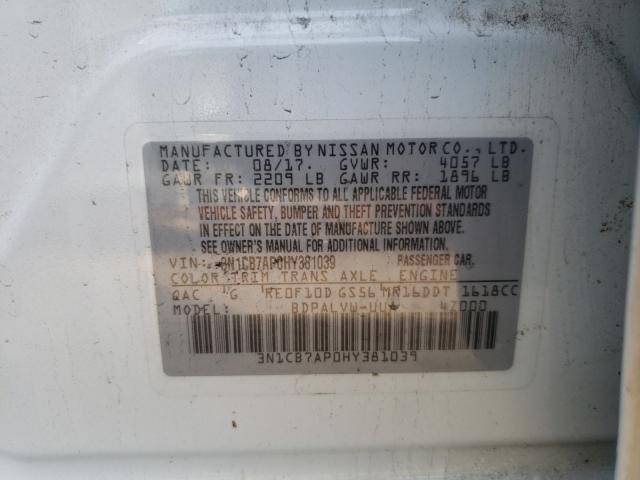 MANUFACTURED BY NISSAN MOTOR CO., LTD.
DATE: 08/17. GVWR: 4057 LB
GAWR FR: 2209 LB GAWR RR: 1896 LB
THIS VEHICLE CONFORMS TO ALL APPLICABLE FEDERAL MOTOR
VEHICLE SAFETY, BUMPER AND THEFT PREVENTION STANDARDS
IN EFFECT ON THE DATE OF MANUFACTURE SHOWN ABOVE.
SEE OWNER'S MANUAL FOR ADDITIONAL INFORMATION.
VIN: 3N1CB7AP0HY381039 PASSENGER CAR.
COLOR TRIM TRANS AXLE ENGINE
QAC G RE0F10D GS56 MR16DDT 1618CC
MODEL: BDPALVW-UU 47000
3N1CB7AP0HY381039